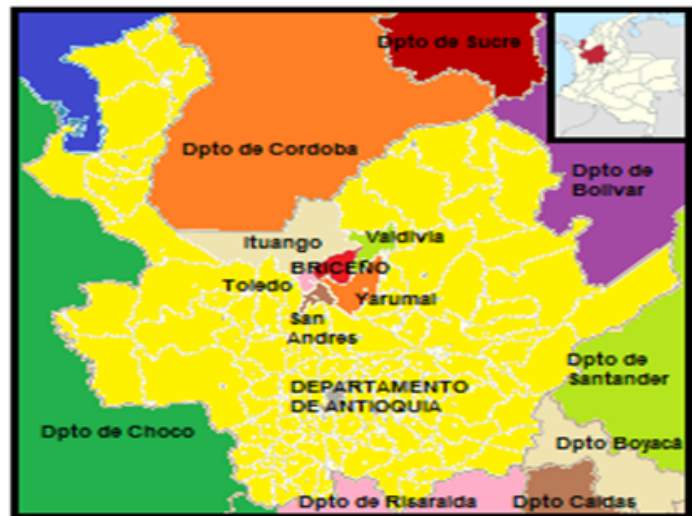 Dpto de Sucre
Dpto de Cordoba
Dpto de
Bolivar
Ituango
Valdivia
BRICEÑO
Toledo
Yarumal
San
Andres
DEPARTAMENTO
DE ANTIOQUIA
Dpto de
Santander
Dpto de Choco
Dpto Boyacá
Dpto de Risaralda
Dpto Caldas